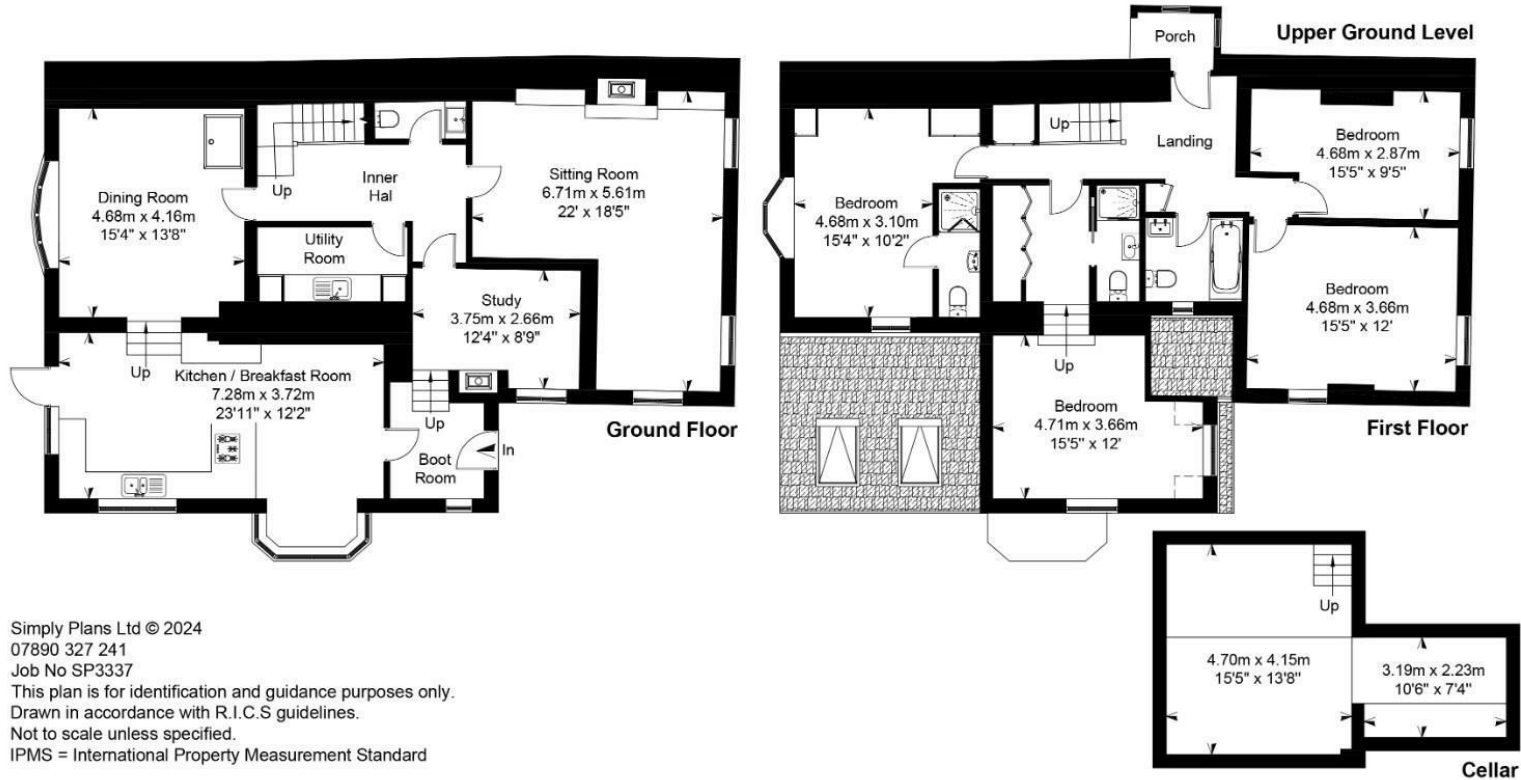 Porch
Upper Ground Level
Up
Inner
Hal
Up
Dining Room
4.68m x 4.16m
15'4" x 13'8"
Sitting Room
6.71m x 5.61m
22' x 18'5"
Utility
Room
Study
3.75m x 2.66m
12'4" x 8'9"
Up
Kitchen / Breakfast Room
7.28m x 3.72m
23'11" x 12'2"
Up
Boot
Room
In
Ground Floor
Up
Landing
Bedroom
4.68m x 2.87m
15'5" x 9'5"
Bedroom
4.68m x 3.10m
15'4" x 10'2"
Bedroom
4.68m x 3.66m
15'5" x 12'
Up
Bedroom
4.71m x 3.66m
15'5" x 12'
First Floor
Up
4.70m x 4.15m
15'5" x 13'8"
3.19m x 2.23m
10'6" x 7'4"
Cellar
Simply Plans Ltd © 2024
07890 327 241
Job No SP3337
This plan is for identification and guidance purposes only.
Drawn in accordance with R.I.C.S guidelines.
Not to scale unless specified.
IPMS = International Property Measurement Standard